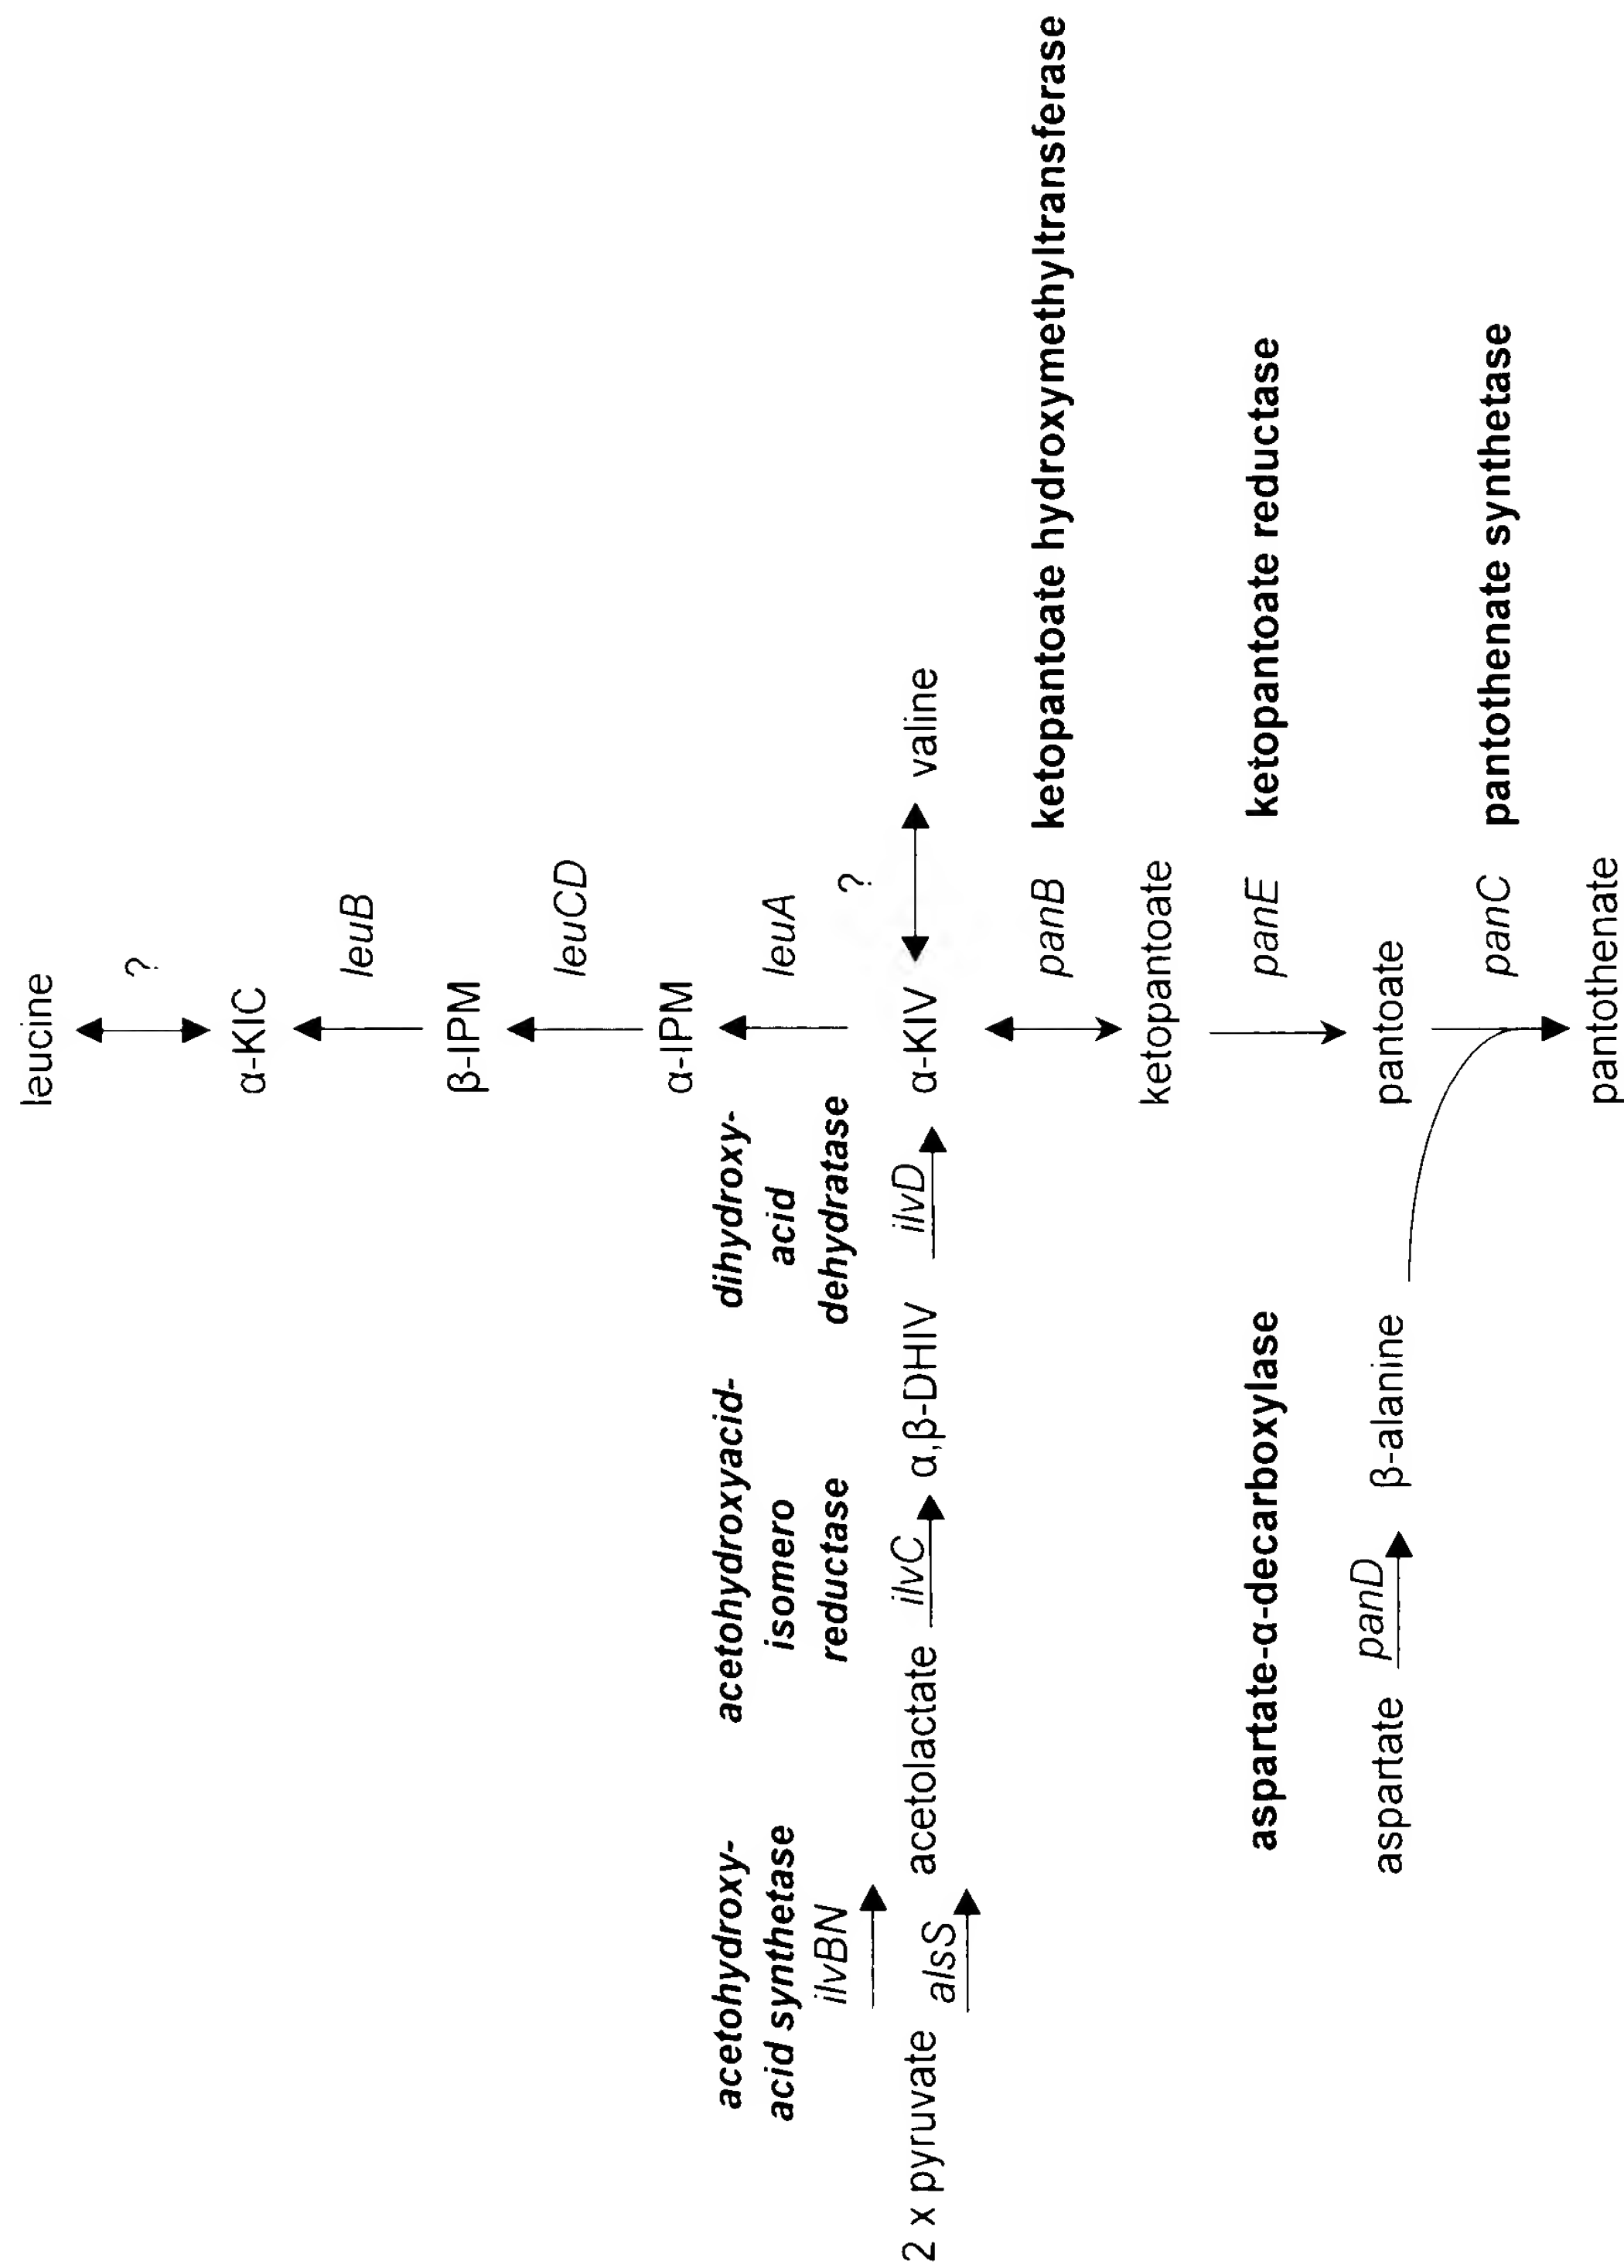 leucine
?
α-KIC
leuB
β-IPM
leuCD
α-IPM
leuA
acetohydroxy-
acid synthetase
ilvBN
acetohydroxyacid-
isomero
reductase
dihydroxy-
acid
dehydratase
2 x pyruvate
alsS
acetolactate
ilvC
α,β-DHIV
ilvD
α-KIV
?
valine
panB
ketopantoate hydroxymethyltransferase
ketopantoate
aspartate-α-decarboxylase
panE
ketopantoate reductase
aspartate
panD
β-alanine
pantoate
panC
pantothenate synthetase
pantothenate